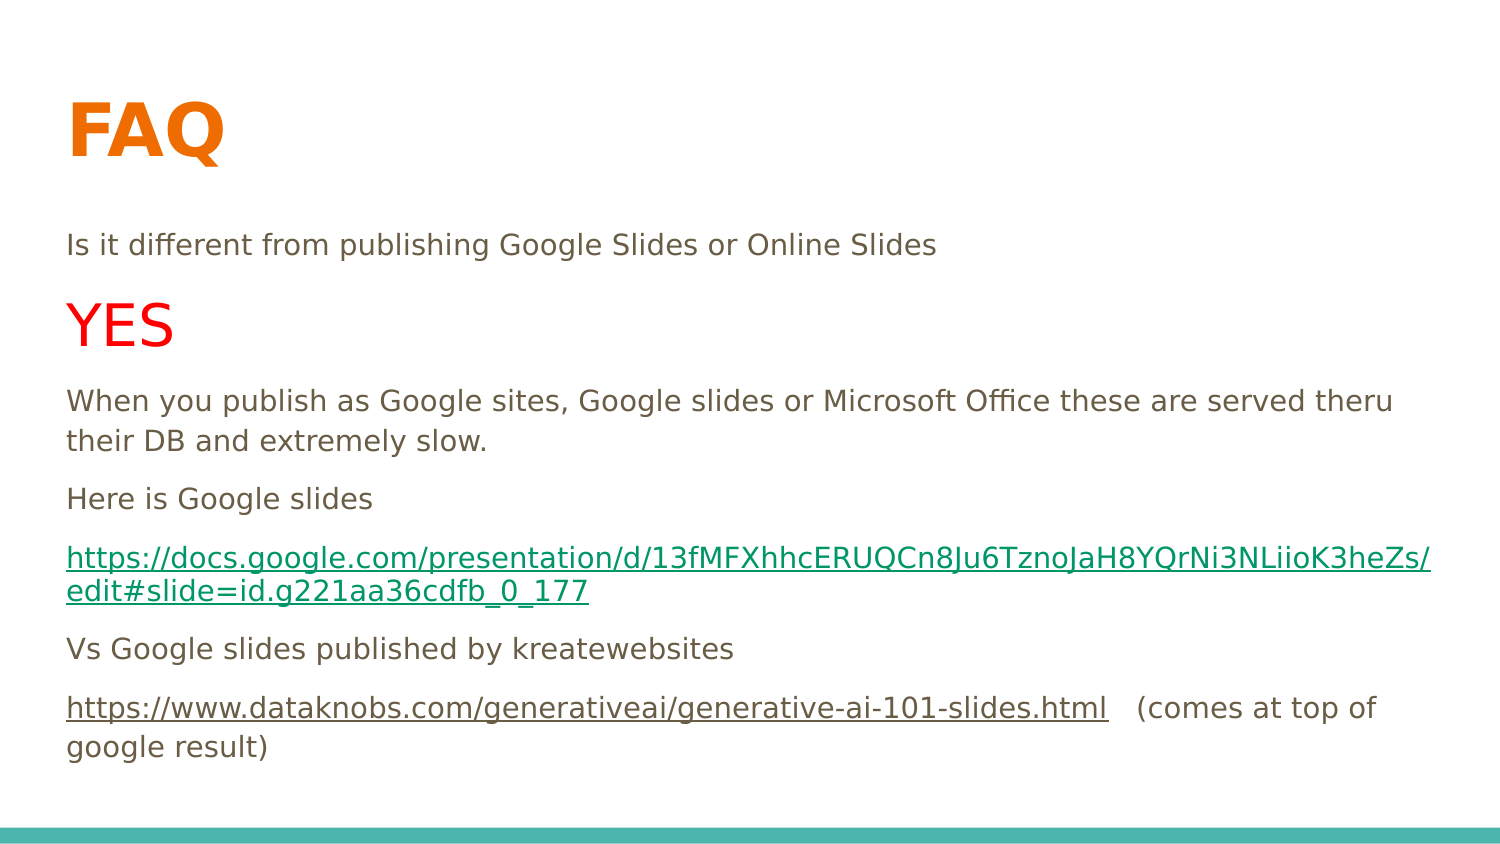 FAQ
Is it different from publishing Google Slides or Online Slides
YES
When you publish as Google sites, Google slides or Microsoft Office these are served theru
their DB and extremely slow.
Here is Google slides
https://docs.google.com/presentation/d/13fMFXhhcERUQCn8Ju6TznoJaH8YQrNi3NLiioK3heZs/
edit#slide=id.g221aa36cdfb_0_177
Vs Google slides published by kreatewebsites
https://www.dataknobs.com/generativeai/generative-ai-101-slides.html   (comes at top of
google result)